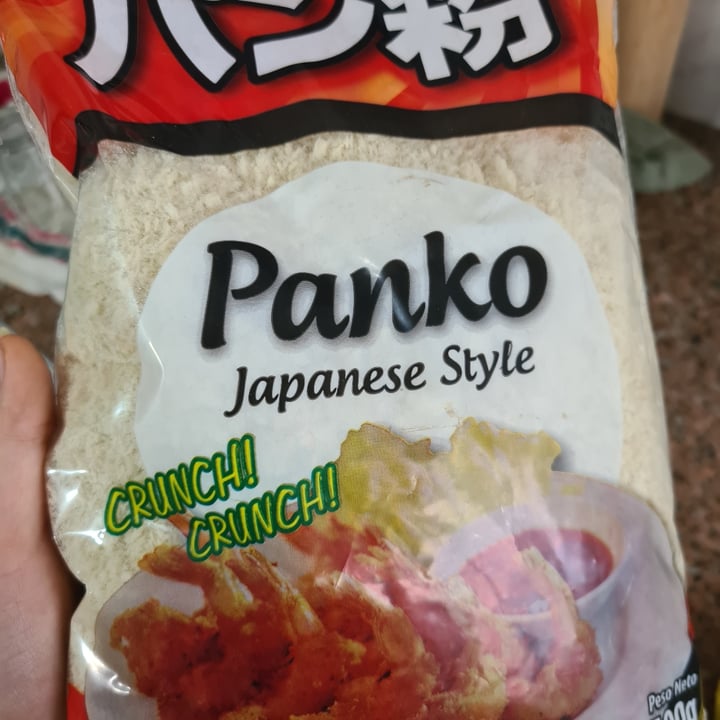 パン粉
Panko
Japanese Style
CRUNCH!
CRUNCH!
Peso Neto